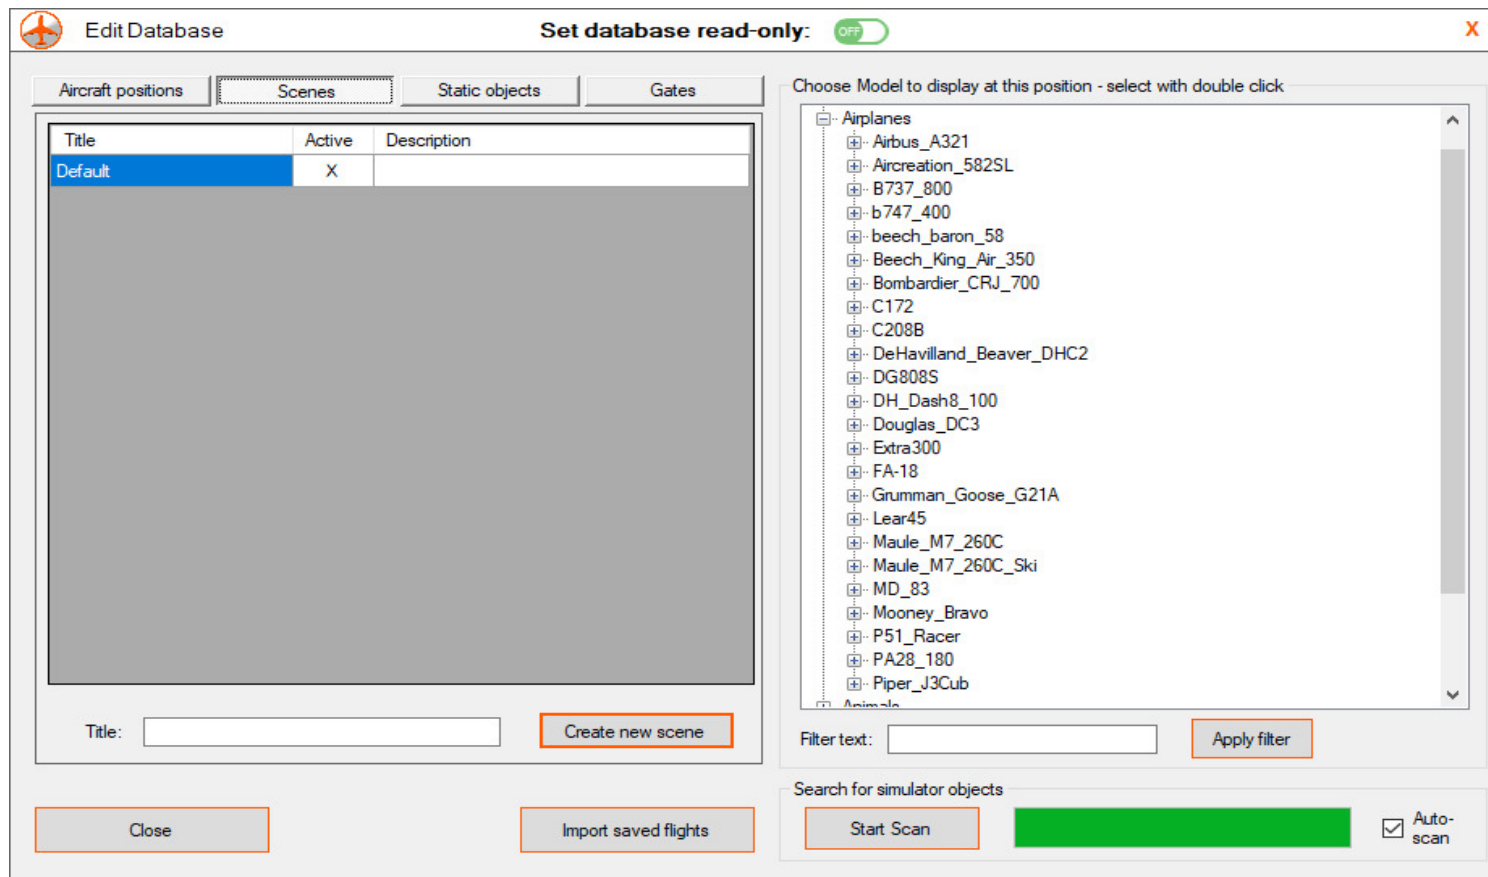 Edit Database
Set database read-only:
OFF
X
Aircraft positions
Scenes
Static objects
Gates
Title Active Description
Default X
Title:
Create new scene
Close
Import saved flights
Choose Model to display at this position - select with double click
Airplanes
Airbus_A321
Aircreation_582SL
B737_800
b747_400
beech_baron_58
Beech_King_Air_350
Bombardier_CRJ_700
C172
C208B
DeHavilland_Beaver_DHC2
DG808S
DH_Dash8_100
Douglas_DC3
Extra300
FA-18
Grumman_Goose_G21A
Lear45
Maule_M7_260C
Maule_M7_260C_Ski
MD_83
Mooney_Bravo
P51_Racer
PA28_180
Piper_J3Cub
Animals
Filter text:
Apply filter
Search for simulator objects
Start Scan
Auto-
scan